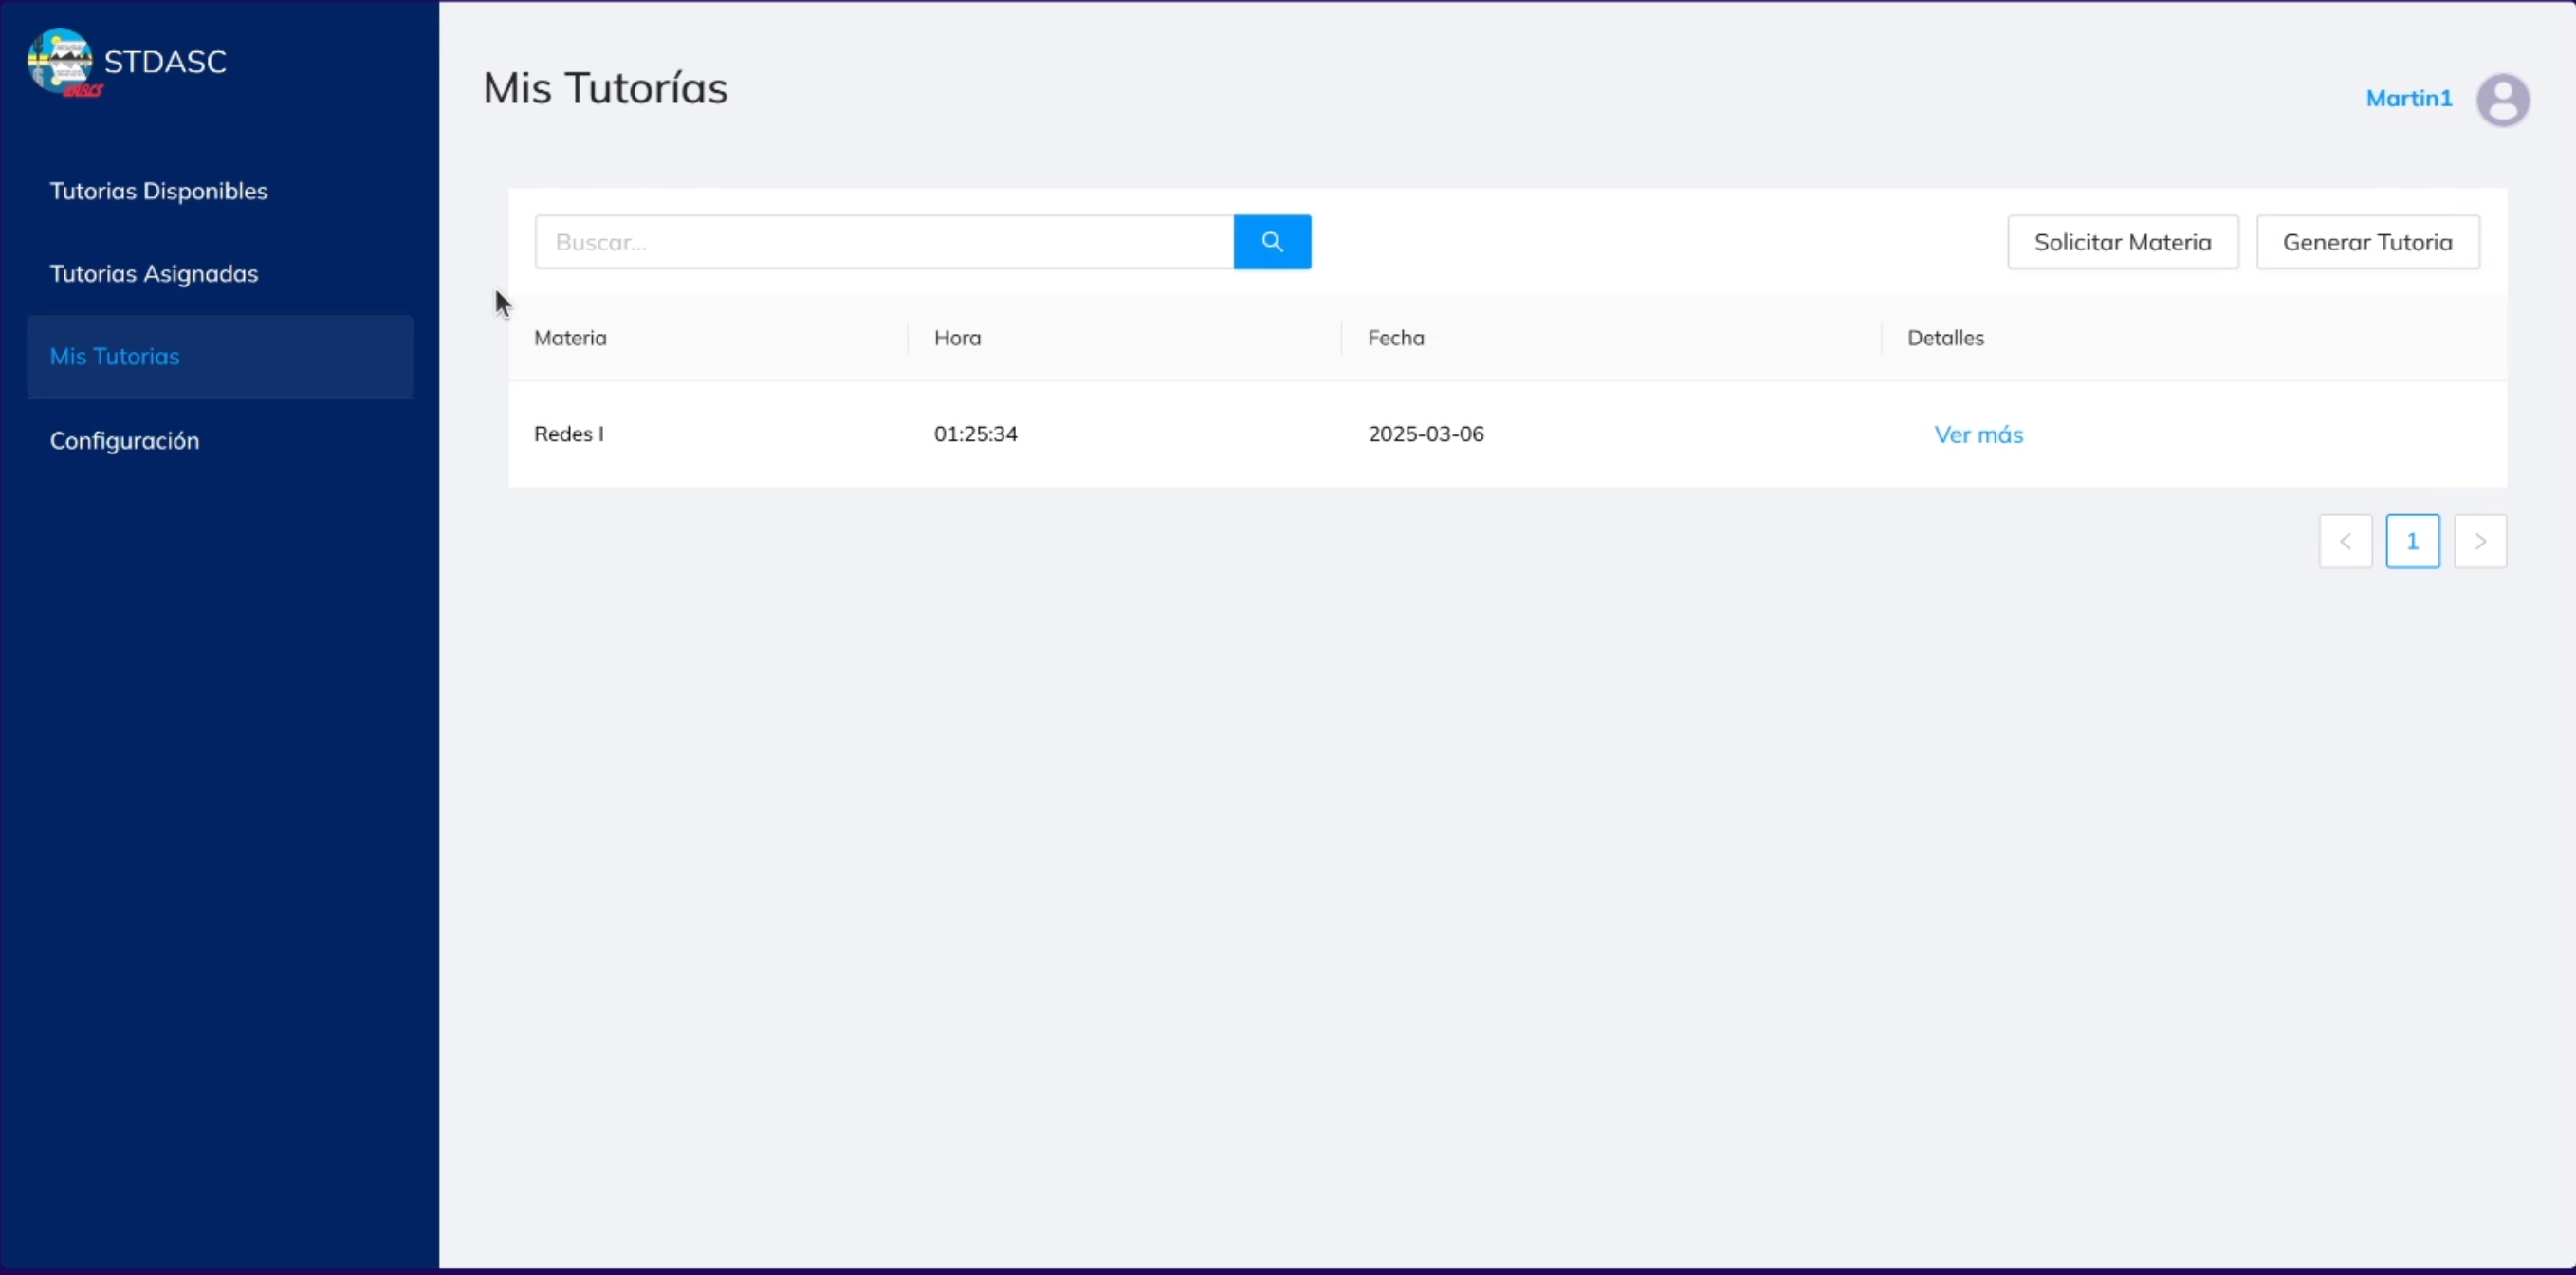 STDASC
Tutorias Disponibles
Tutorias Asignadas
Mis Tutorias
Configuración
Mis Tutorías
Martin1
Buscar...
Solicitar Materia
Generar Tutoria
Materia Hora Fecha Detalles
Redes I 01:25:34 2025-03-06 Ver más
< 1 >